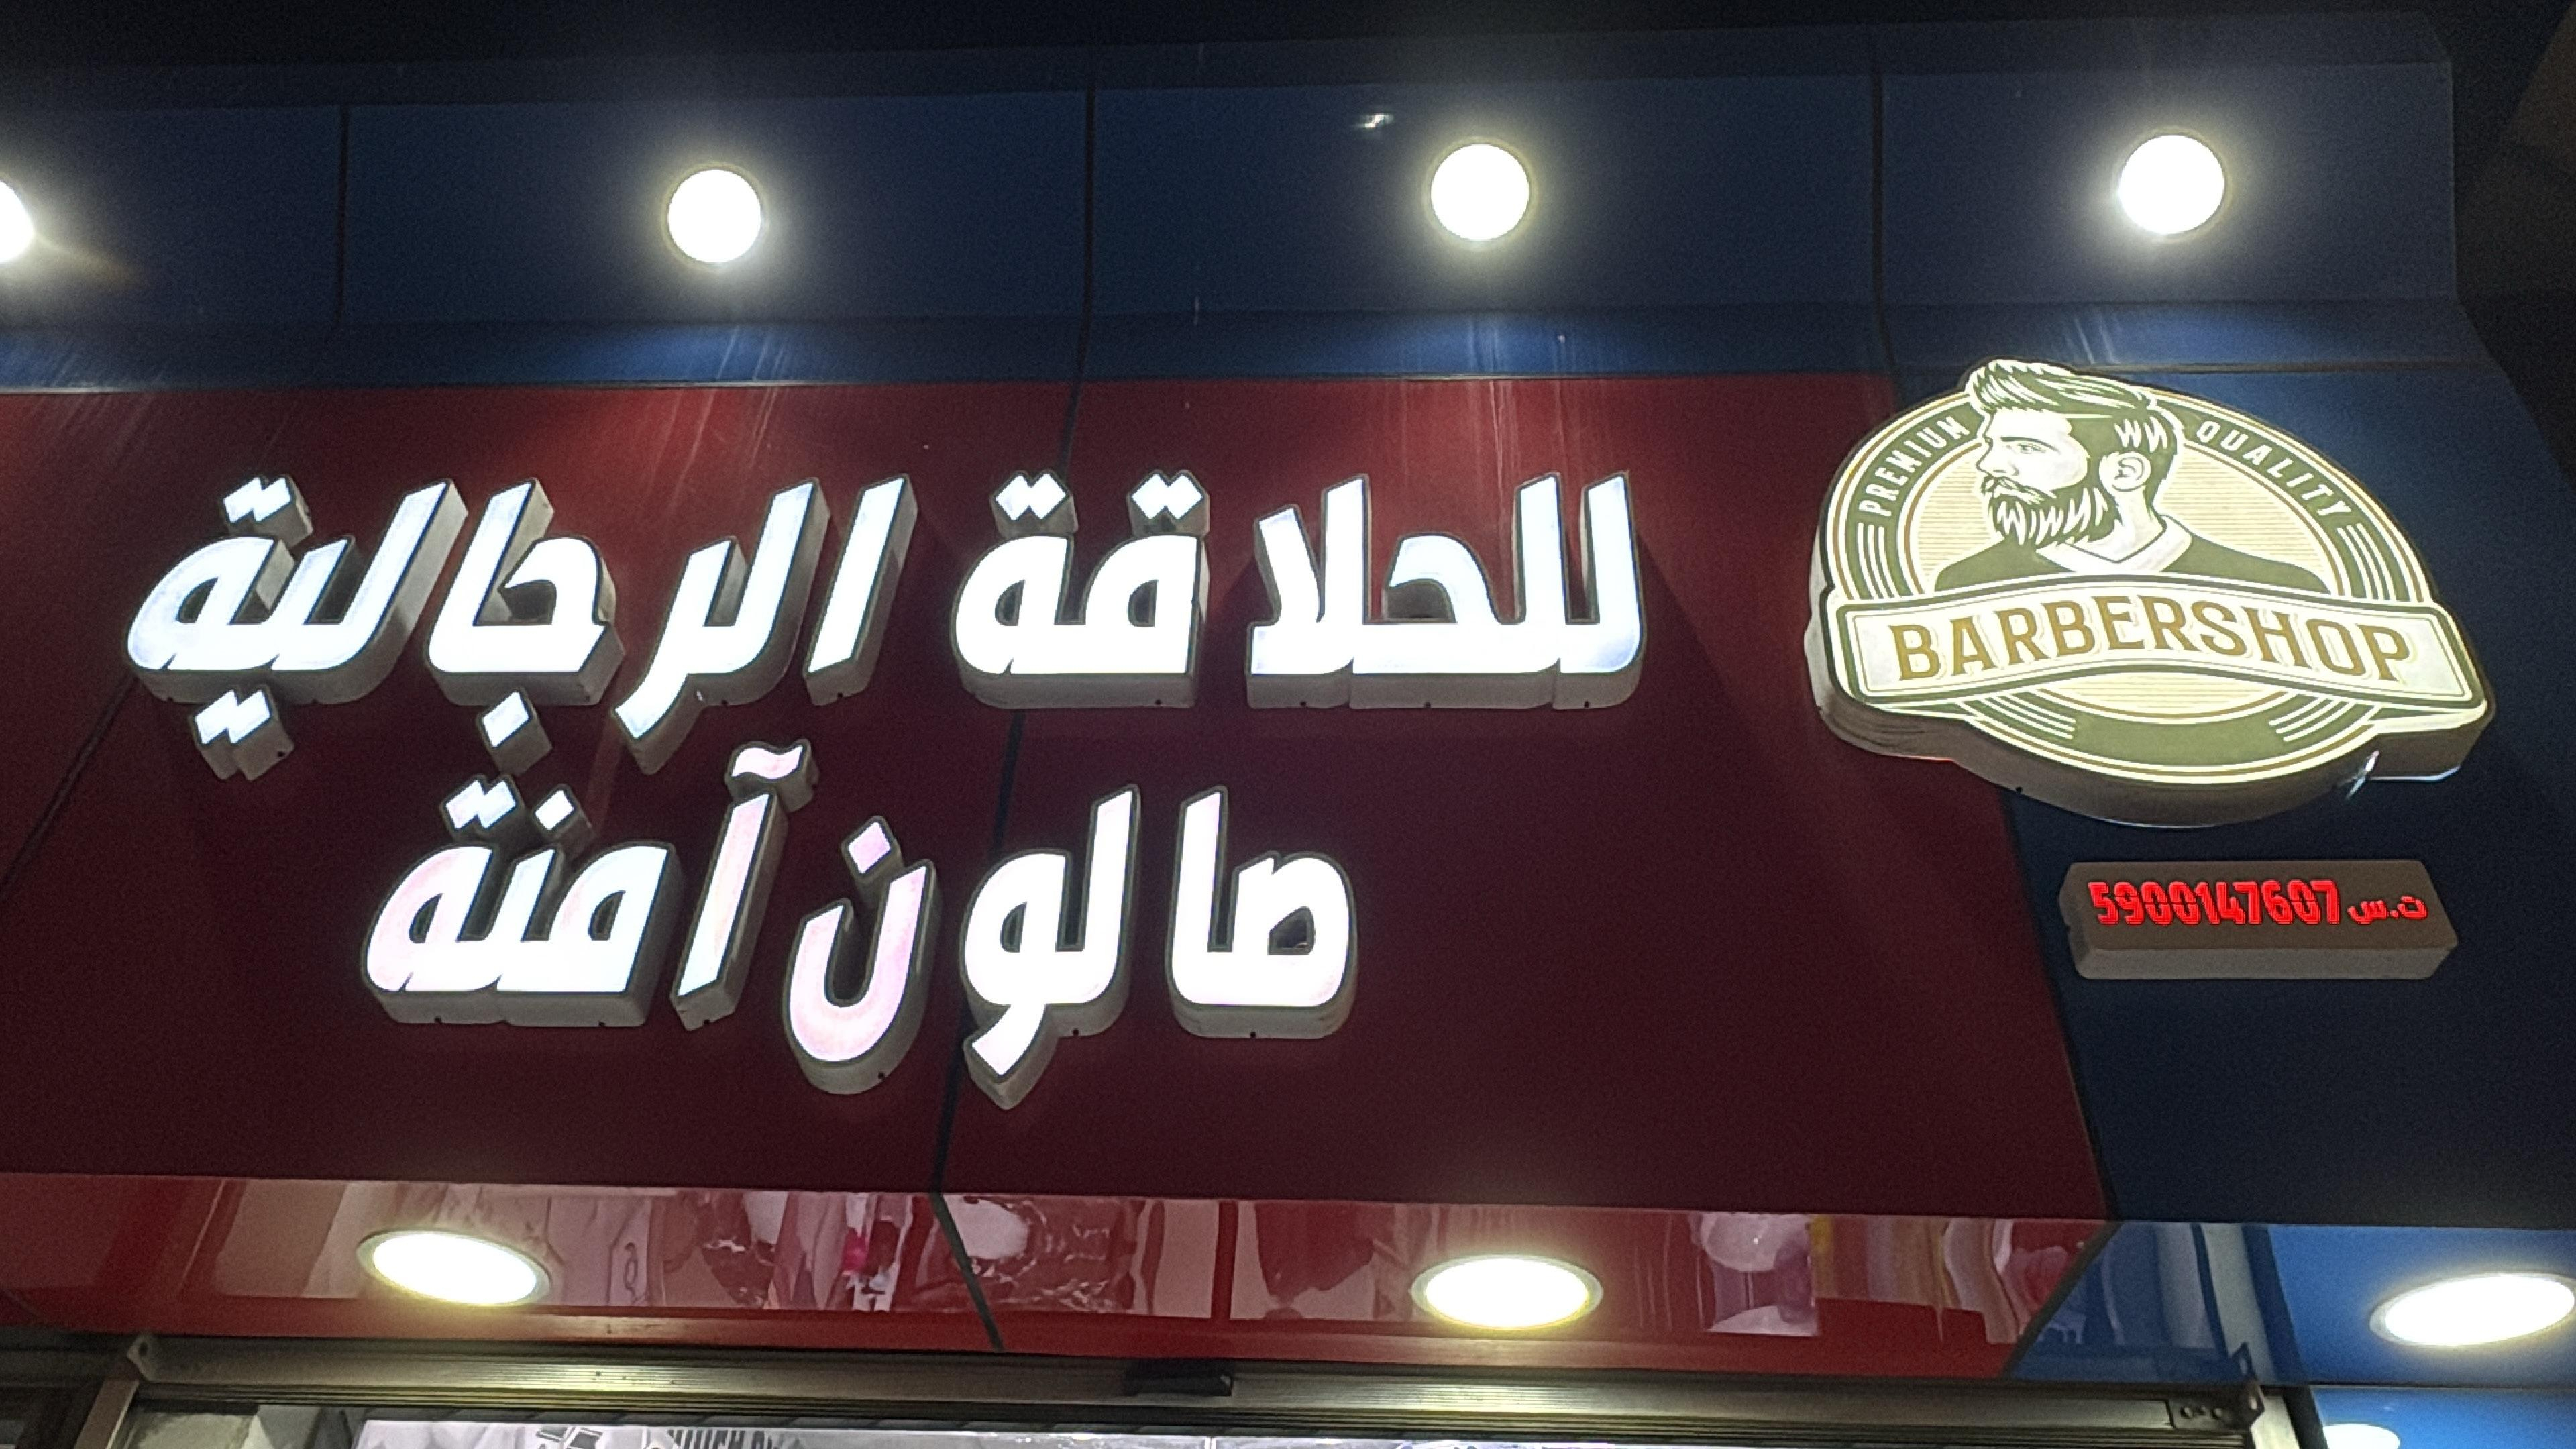 للحلاقة الرجالية
صالون آمنة
PREMIUM QUALITY
BARBERSHOP
ت.س 5900147607